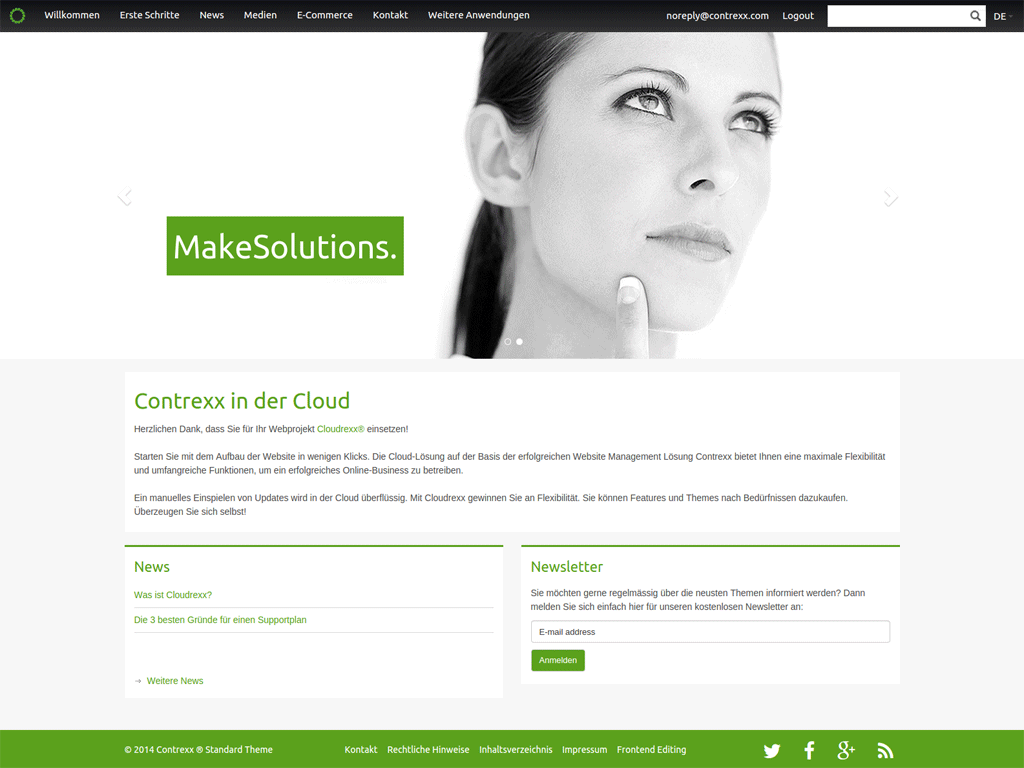 Willkommen Erste Schritte News Medien E-Commerce Kontakt Weitere Anwendungen noreply@contrexx.com Logout DE
MakeSolutions.
Contrexx in der Cloud
Herzlichen Dank, dass Sie für Ihr Webprojekt Cloudrexx® einsetzen!
Starten Sie mit dem Aufbau der Website in wenigen Klicks. Die Cloud-Lösung auf der Basis der erfolgreichen Website Management Lösung Contrexx bietet Ihnen eine maximale Flexibilität
und umfangreiche Funktionen, um ein erfolgreiches Online-Business zu betreiben.
Ein manuelles Einspielen von Updates wird in der Cloud überflüssig. Mit Cloudrexx gewinnen Sie an Flexibilität. Sie können Features und Themes nach Bedürfnissen dazukaufen.
Überzeugen Sie sich selbst!
News
Was ist Cloudrexx?
Die 3 besten Gründe für einen Supportplan
→ Weitere News
Newsletter
Sie möchten gerne regelmässig über die neusten Themen informiert werden? Dann
melden Sie sich einfach hier für unseren kostenlosen Newsletter an:
E-mail address
Anmelden
© 2014 Contrexx ® Standard Theme Kontakt Rechtliche Hinweise Inhaltsverzeichnis Impressum Frontend Editing